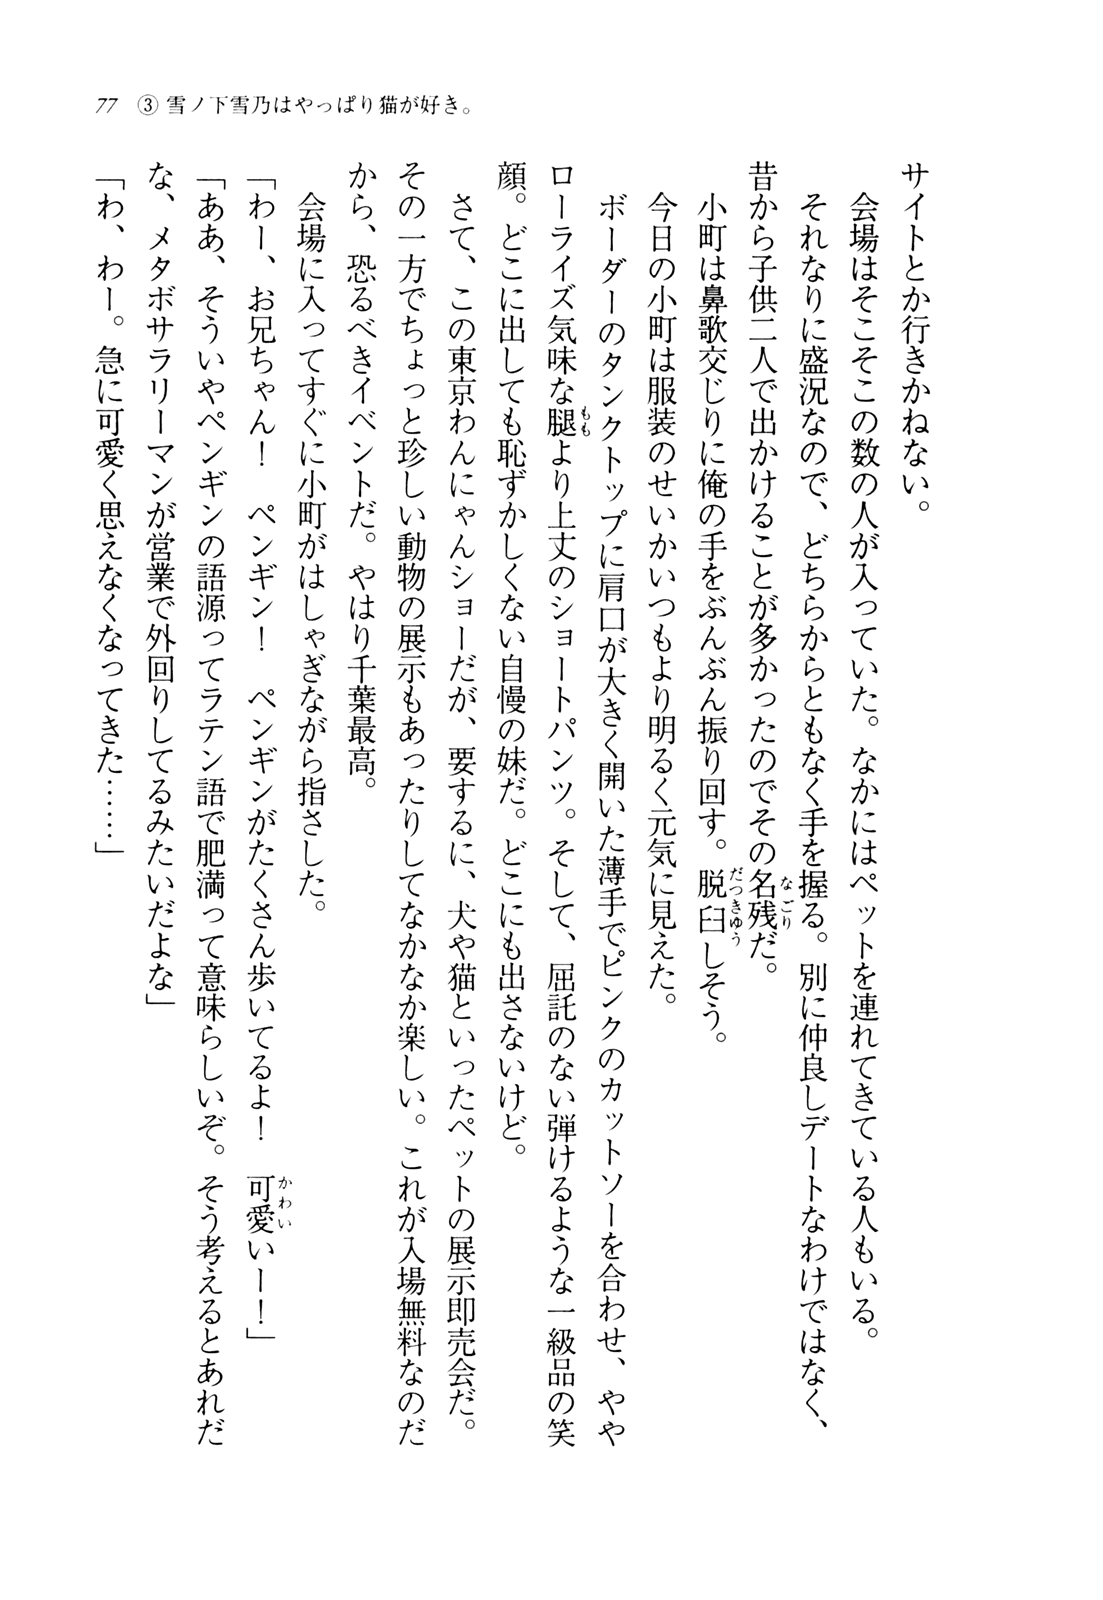 77 ③ 雪ノ下雪乃はやっぱり猫が好き。
サイトとか行きかねない。
会場はそこそこの数の人が入っていた。なかにはペットを連れてきている人もいる。
それなりに盛況なので、どちらからともなく手を握る。別に仲良しデートなわけではなく、
昔から子供二人で出かけることが多かったのでその名残だ。
なごり
小町は鼻歌交じりに俺の手をぶんぶん振り回す。脱臼しそう。
だつきゆう
今日の小町は服装のせいかいつもより明るく元気に見えた。
ボーダーのタンクトップに肩口が大きく開いた薄手でピンクのカットソーを合わせ、やや
ローライズ気味な腿より上丈のショートパンツ。そして、屈託のない弾けるような一級品の笑
もも
顔。どこに出しても恥ずかしくない自慢の妹だ。どこにも出さないけど。
さて、この東京わんにゃんショーだが、要するに、犬や猫といったペットの展示即売会だ。
その一方でちょっと珍しい動物の展示もあったりしてなかなか楽しい。これが入場無料なのだ
から、恐るべきイベントだ。やはり千葉最高。
会場に入ってすぐに小町がはしゃぎながら指さした。
「わー、お兄ちゃん！　ペンギン！　ペンギンがたくさん歩いてるよ！　可愛いー！」
かわい
「ああ、そういやペンギンの語源ってラテン語で肥満って意味らしいぞ。そう考えるとあれだ
な、メタボサラリーマンが営業で外回りしてるみたいだよな」
「わ、わー。急に可愛く思えなくなってきた……」